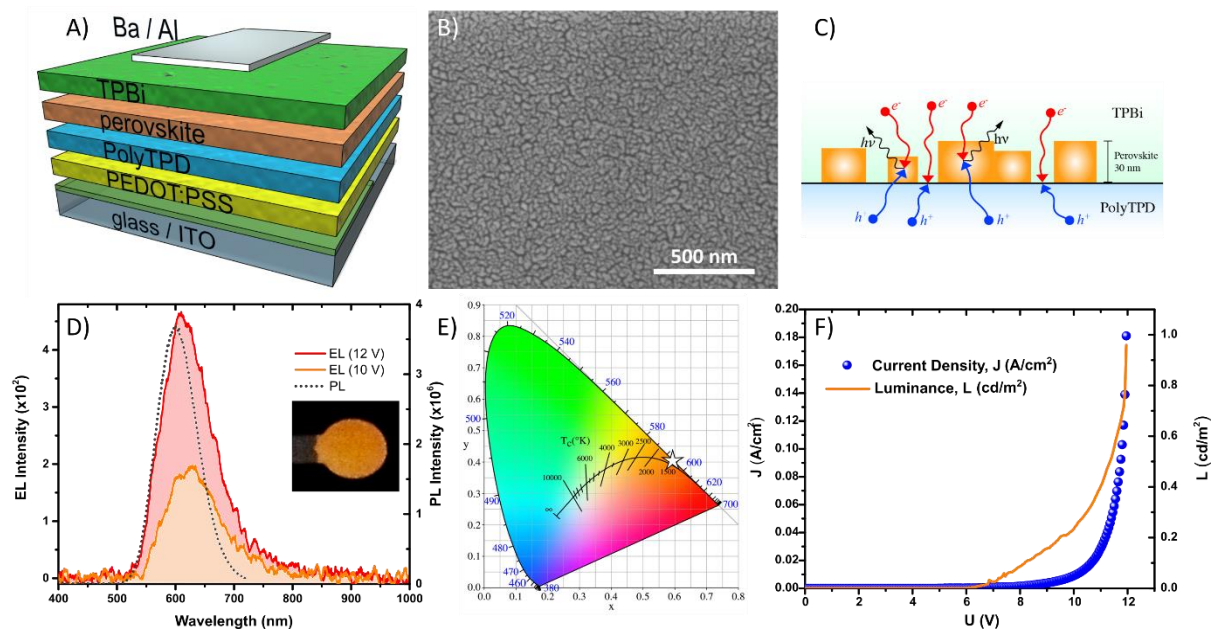 A)
Ba / Al
TPBi
perovskite
PolyTPD
PEDOT:PSS
glass / ITO
B)
500 nm
C)
e-
e-
e-
e-
TPBi
hν
hν
Perovskite
30 nm
PolyTPD
h+
h+
h+
h+
D)
EL (12 V)
EL (10 V)
PL
EL Intensity (x10²)
4
3
2
1
0
PL Intensity (x10⁶)
4
3
2
1
0
400 500 600 700 800 900 1000
Wavelength (nm)
E)
0.9
0.8
0.7
0.6
0.5
0.4
0.3
0.2
0.1
0.0
y
520
540
560
580
600
620
700
500
490
480
470
460
380
Tc(°K)
∞
10000
6000
4000
3000
2500
2000
1500
0.0 0.1 0.2 0.3 0.4 0.5 0.6 0.7 0.8
x
F)
Current Density, J (A/cm²)
Luminance, L (cd/m²)
J (A/cm²)
0.20
0.18
0.16
0.14
0.12
0.10
0.08
0.06
0.04
0.02
0.00
L (cd/m²)
1.0
0.8
0.6
0.4
0.2
0.0
0 2 4 6 8 10 12
U (V)